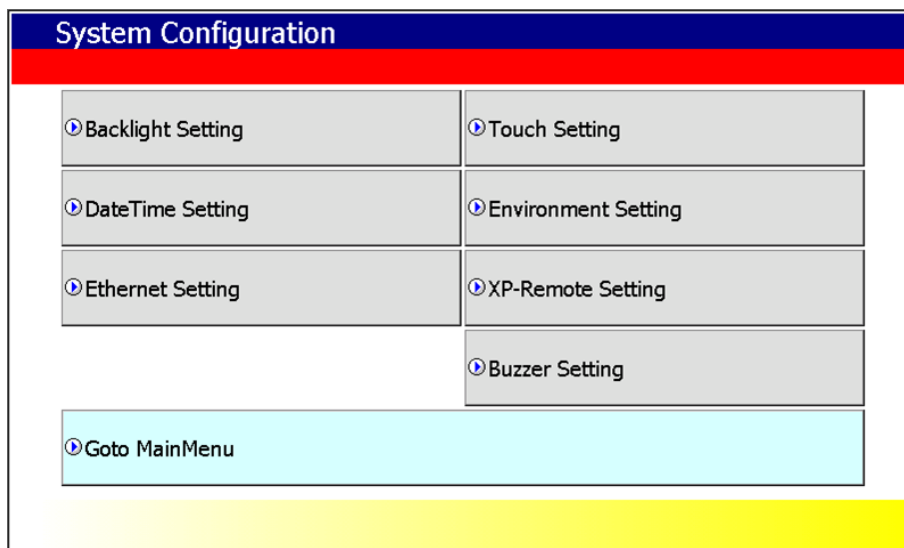 System Configuration
Backlight Setting
Touch Setting
DateTime Setting
Environment Setting
Ethernet Setting
XP-Remote Setting
Buzzer Setting
Goto MainMenu